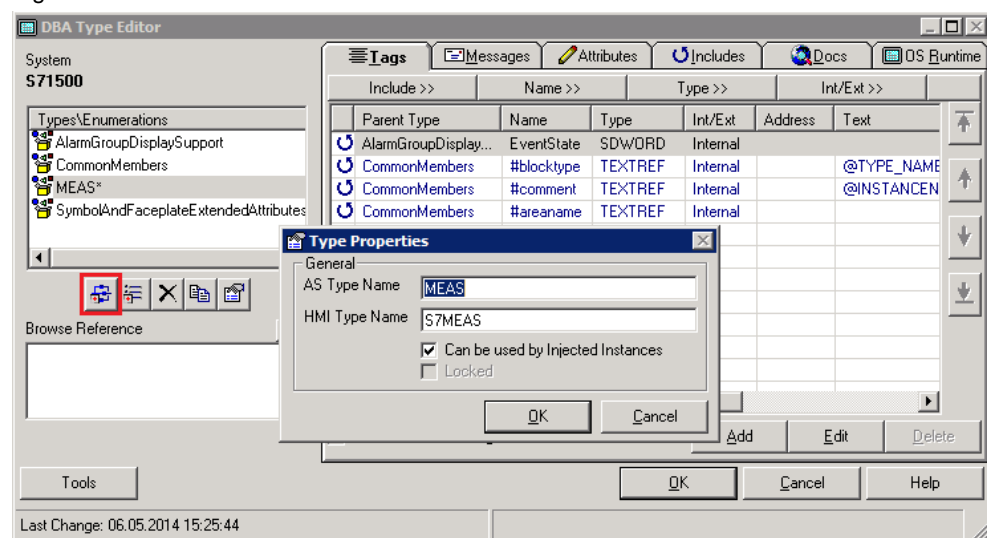 DBA Type Editor
System
S71500
Types\Enumerations
AlarmGroupDisplaySupport
CommonMembers
MEAS*
SymbolAndFaceplateExtendedAttributes
Browse Reference
Tags Messages Attributes Includes Docs OS Runtime
Include >> Name >> Type >> Int/Ext >>
Parent Type Name Type Int/Ext Address Text
AlarmGroupDisplay... EventState SDWORD Internal
CommonMembers #blocktype TEXTREF Internal @TYPE_NAME
CommonMembers #comment TEXTREF Internal @INSTANCEN
CommonMembers #areaname TEXTREF Internal
Type Properties
General
AS Type Name MEAS
HMI Type Name S7MEAS
Can be used by Injected Instances
Locked
OK Cancel
Add Edit Delete
Tools OK Cancel Help
Last Change: 06.05.2014 15:25:44